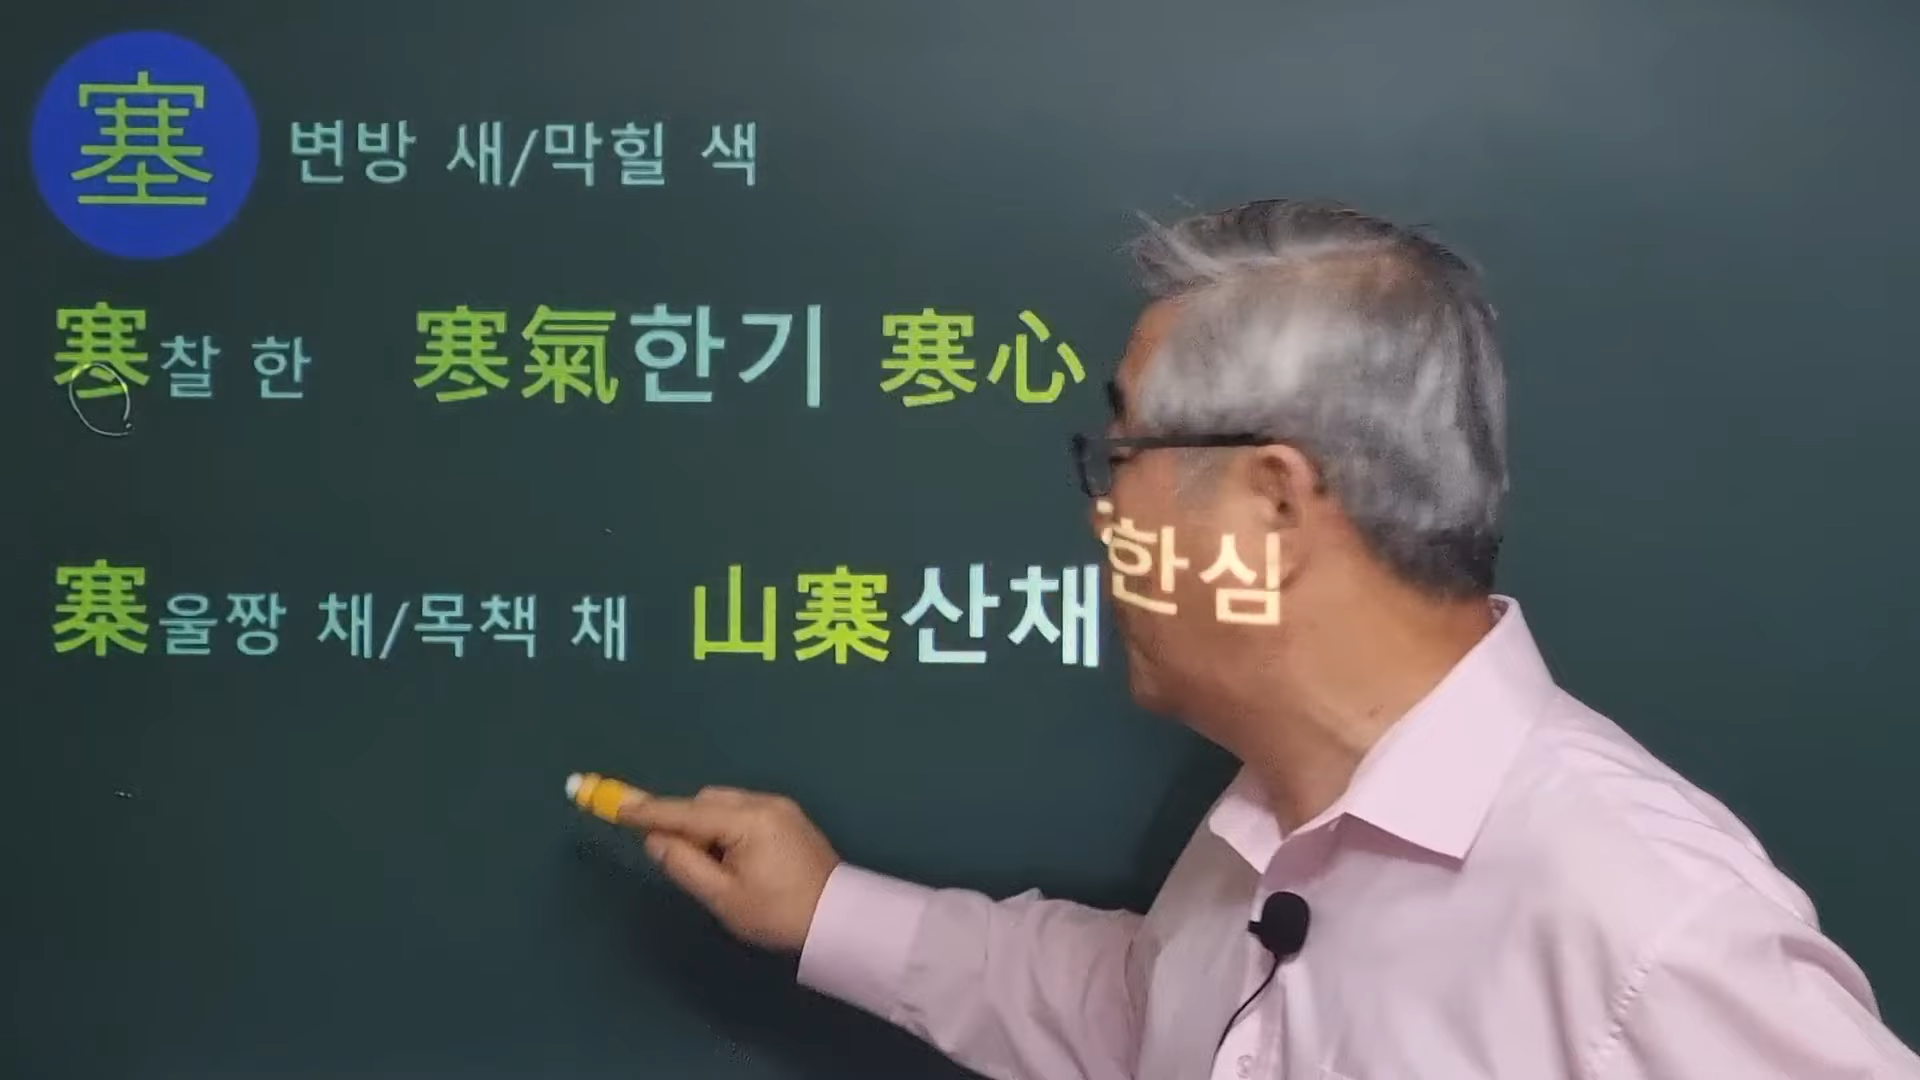 塞 변방 새/막힐 색
寒찰 한 寒氣한기 寒心한심
寨울짱 채/목책 채 山寨산채